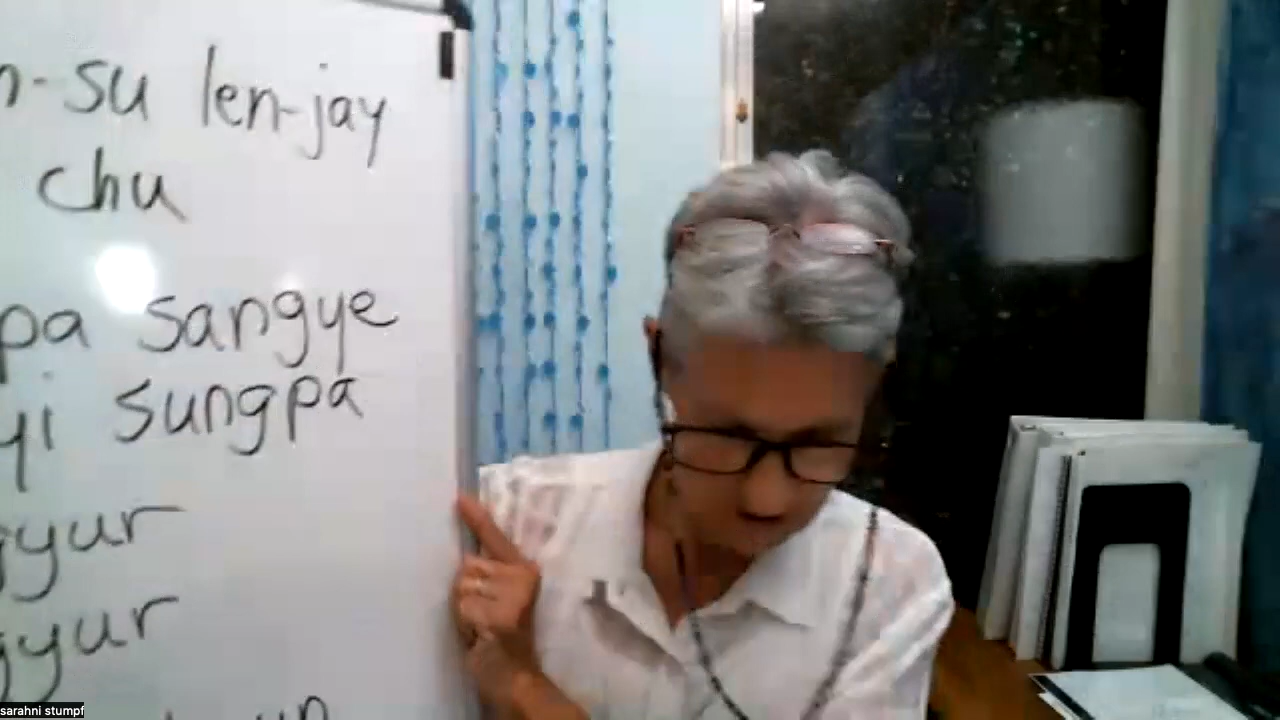 n-su len-jay
chu
pa sangye
yi sungpa
gyur
gyur
sarahni stumpf